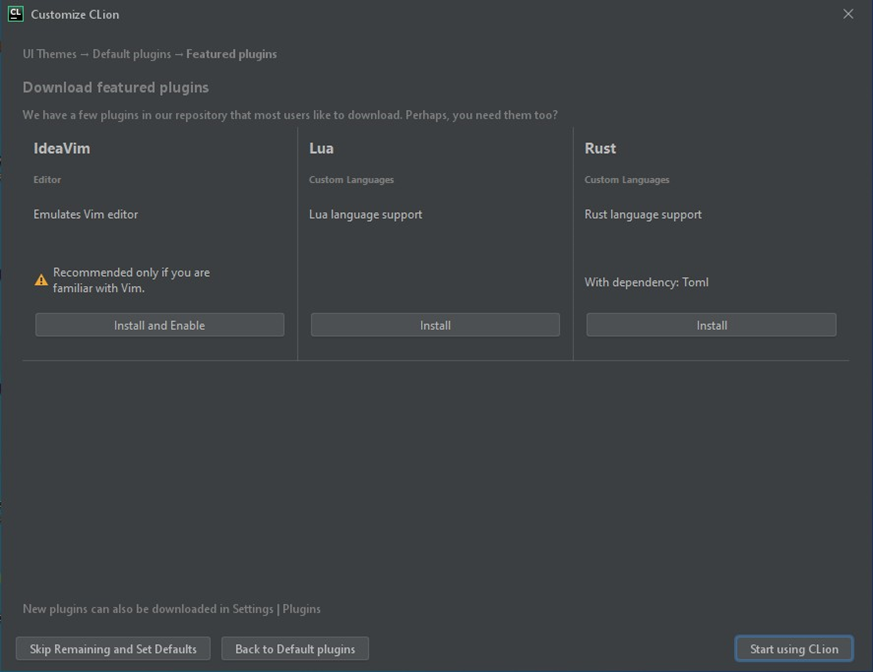 CL Customize CLion
UI Themes → Default plugins → Featured plugins
Download featured plugins
We have a few plugins in our repository that most users like to download. Perhaps, you need them too?
IdeaVim
Editor
Emulates Vim editor
Recommended only if you are
familiar with Vim.
Install and Enable
Lua
Custom Languages
Lua language support
Install
Rust
Custom Languages
Rust language support
With dependency: Toml
Install
New plugins can also be downloaded in Settings | Plugins
Skip Remaining and Set Defaults
Back to Default plugins
Start using CLion